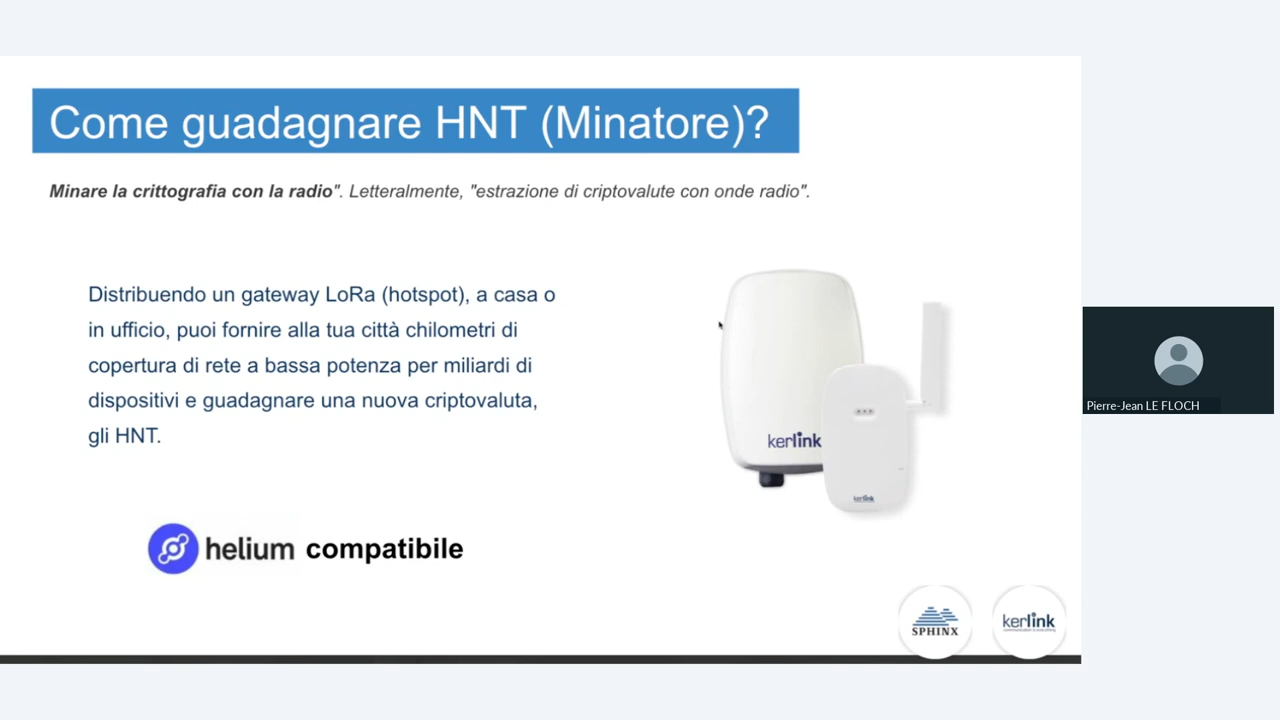 Come guadagnare HNT (Minatore)?
Minare la crittografia con la radio". Letteralmente, "estrazione di criptovalute con onde radio".
Distribuendo un gateway LoRa (hotspot), a casa o
in ufficio, puoi fornire alla tua città chilometri di
copertura di rete a bassa potenza per miliardi di
dispositivi e guadagnare una nuova criptovaluta,
gli HNT.
kerlink
kerlink
helium compatibile
SPHINX
kerlink
Pierre-Jean LE FLOCH